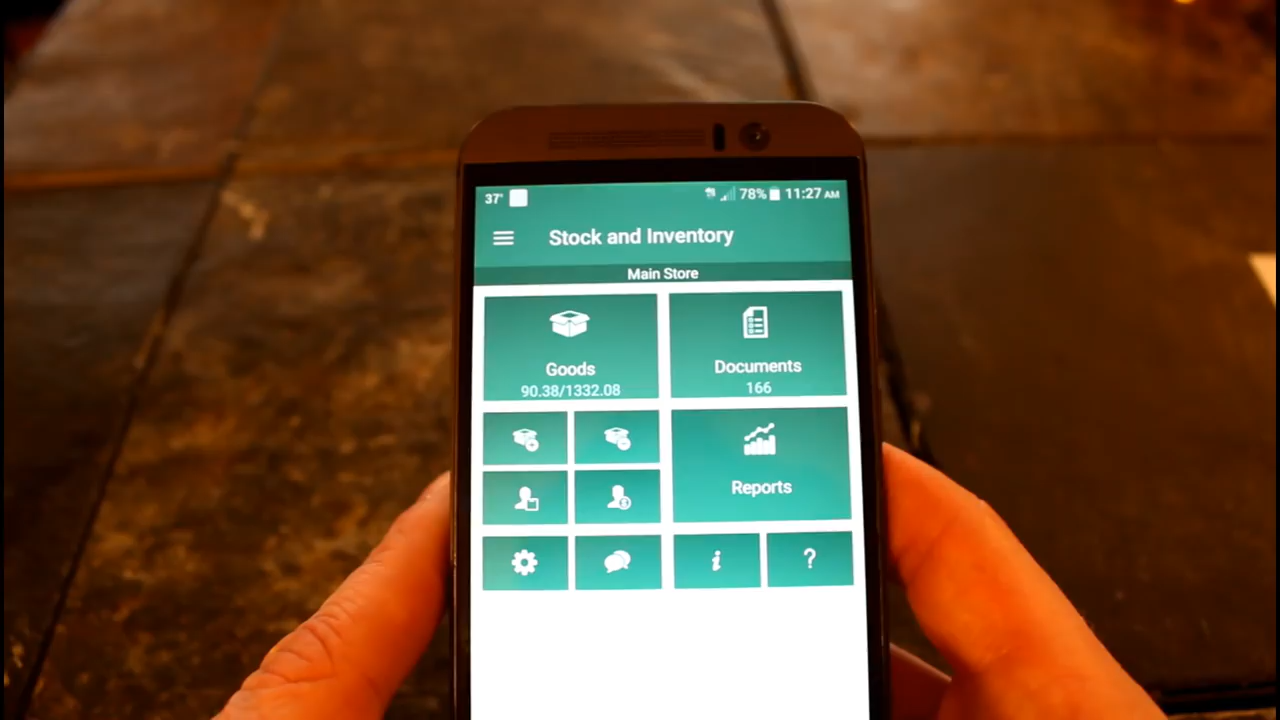 37° 78% 11:27 AM
Stock and Inventory
Main Store
Goods
90.38/1332.08
Documents
166
Reports
i ?